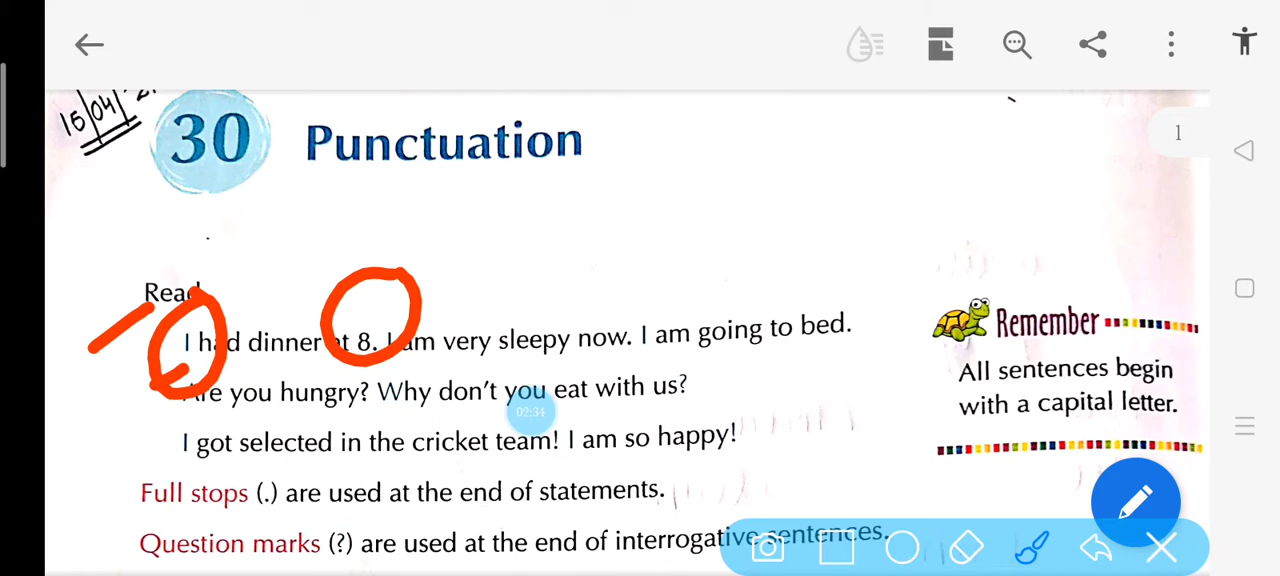 15/04/
30 Punctuation
1
Read
I had dinner at 8. I am very sleepy now. I am going to bed.
Are you hungry? Why don't you eat with us?
02:34
I got selected in the cricket team! I am so happy!
Full stops (.) are used at the end of statements.
Question marks (?) are used at the end of interrogative sentences.
Remember
All sentences begin
with a capital letter.